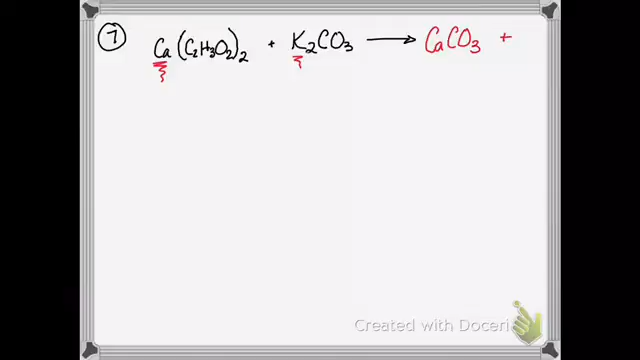 7 Ca(C₂H₃O₂)₂ + K₂CO₃ → CaCO₃ +
Created with Doceri